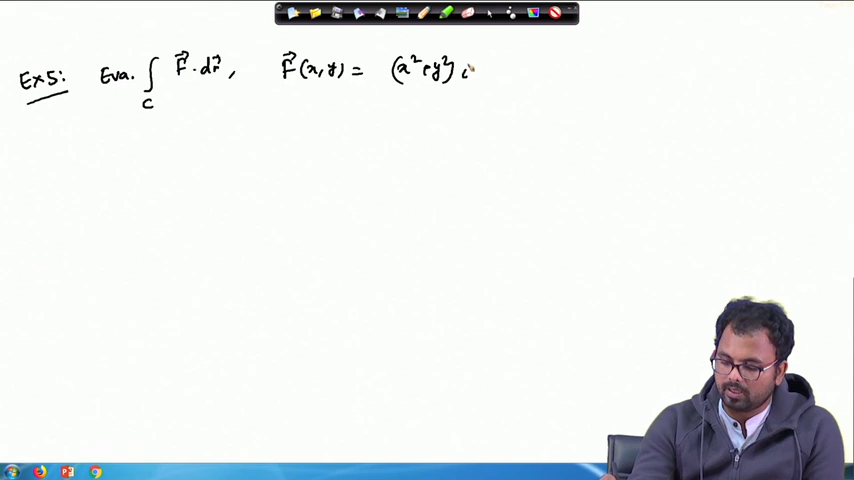 Ex5: Eva. ∫_C F⃗ · dr⃗, F⃗(x, y) = (x²+y²) i